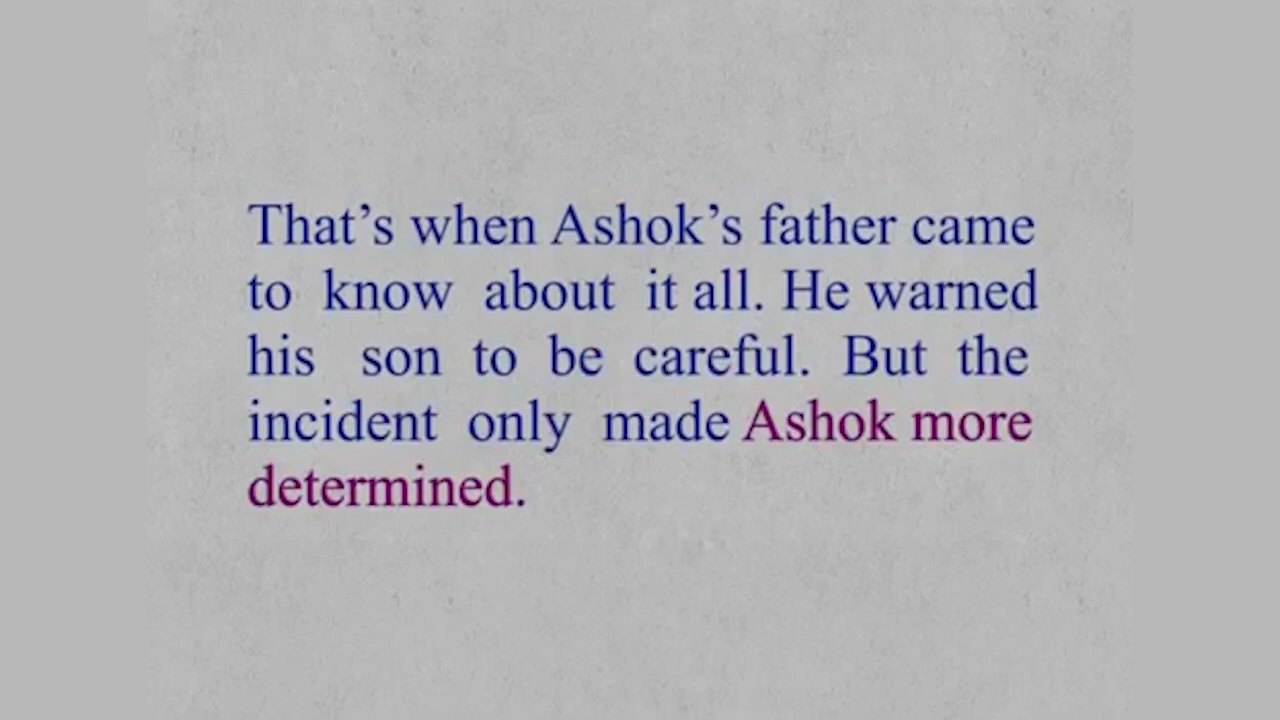 That’s when Ashok’s father came
to know about it all. He warned
his son to be careful. But the
incident only made Ashok more
determined.